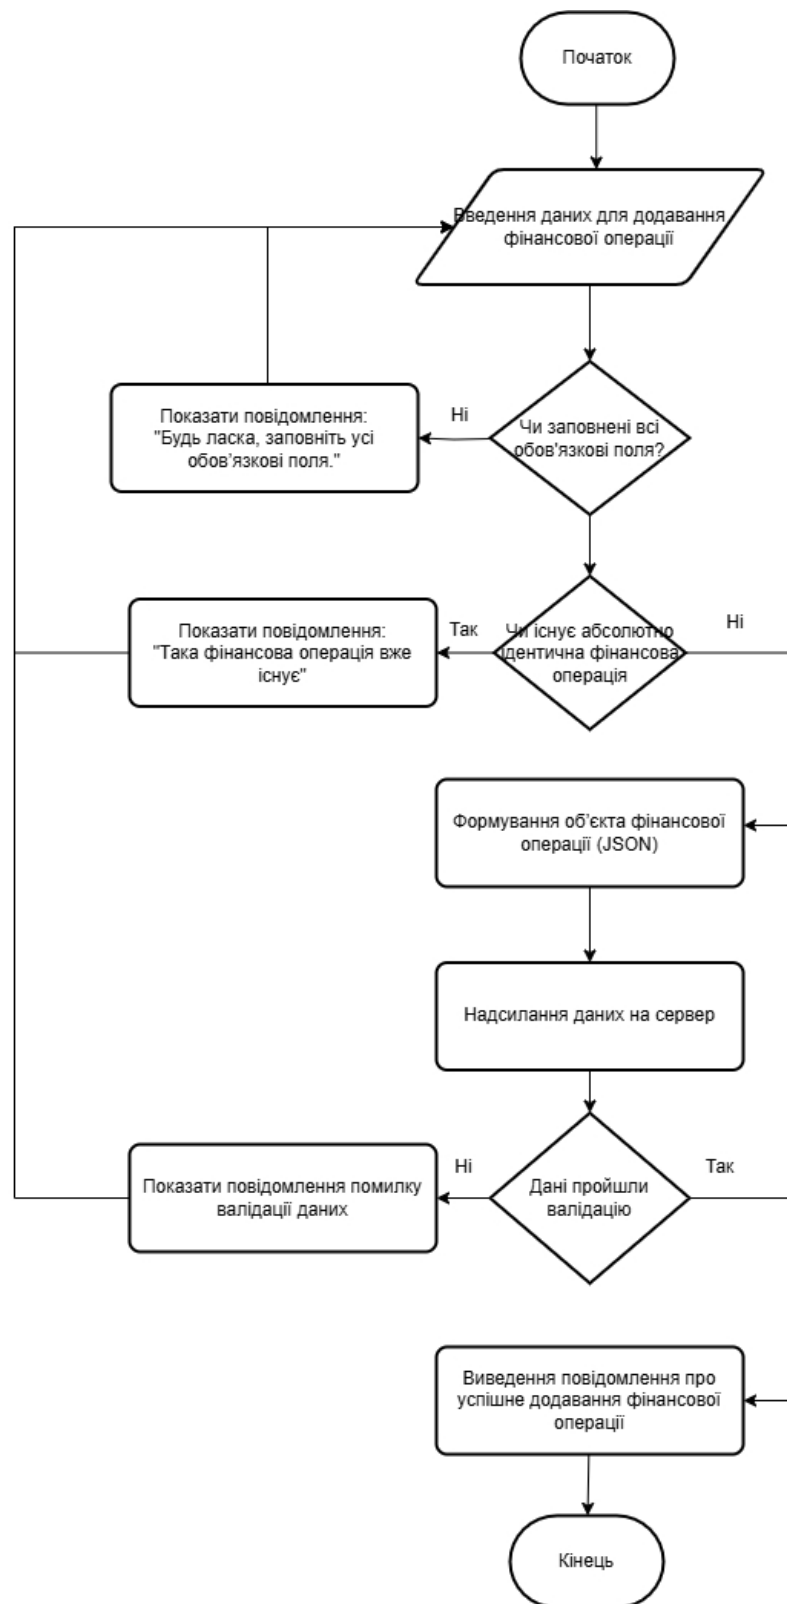 Початок
Введення даних для додавання
фінансової операції
Чи заповнені всі
обов'язкові поля?
Ні
Показати повідомлення:
"Будь ласка, заповніть усі
обов’язкові поля."
Чи існує абсолютно
ідентична фінансова
операція
Так
Ні
Показати повідомлення:
"Така фінансова операція вже
існує"
Формування об’єкта фінансової
операції (JSON)
Надсилання даних на сервер
Дані пройшли
валідацію
Ні
Так
Показати повідомлення помилку
валідації даних
Виведення повідомлення про
успішне додавання фінансової
операції
Кінець